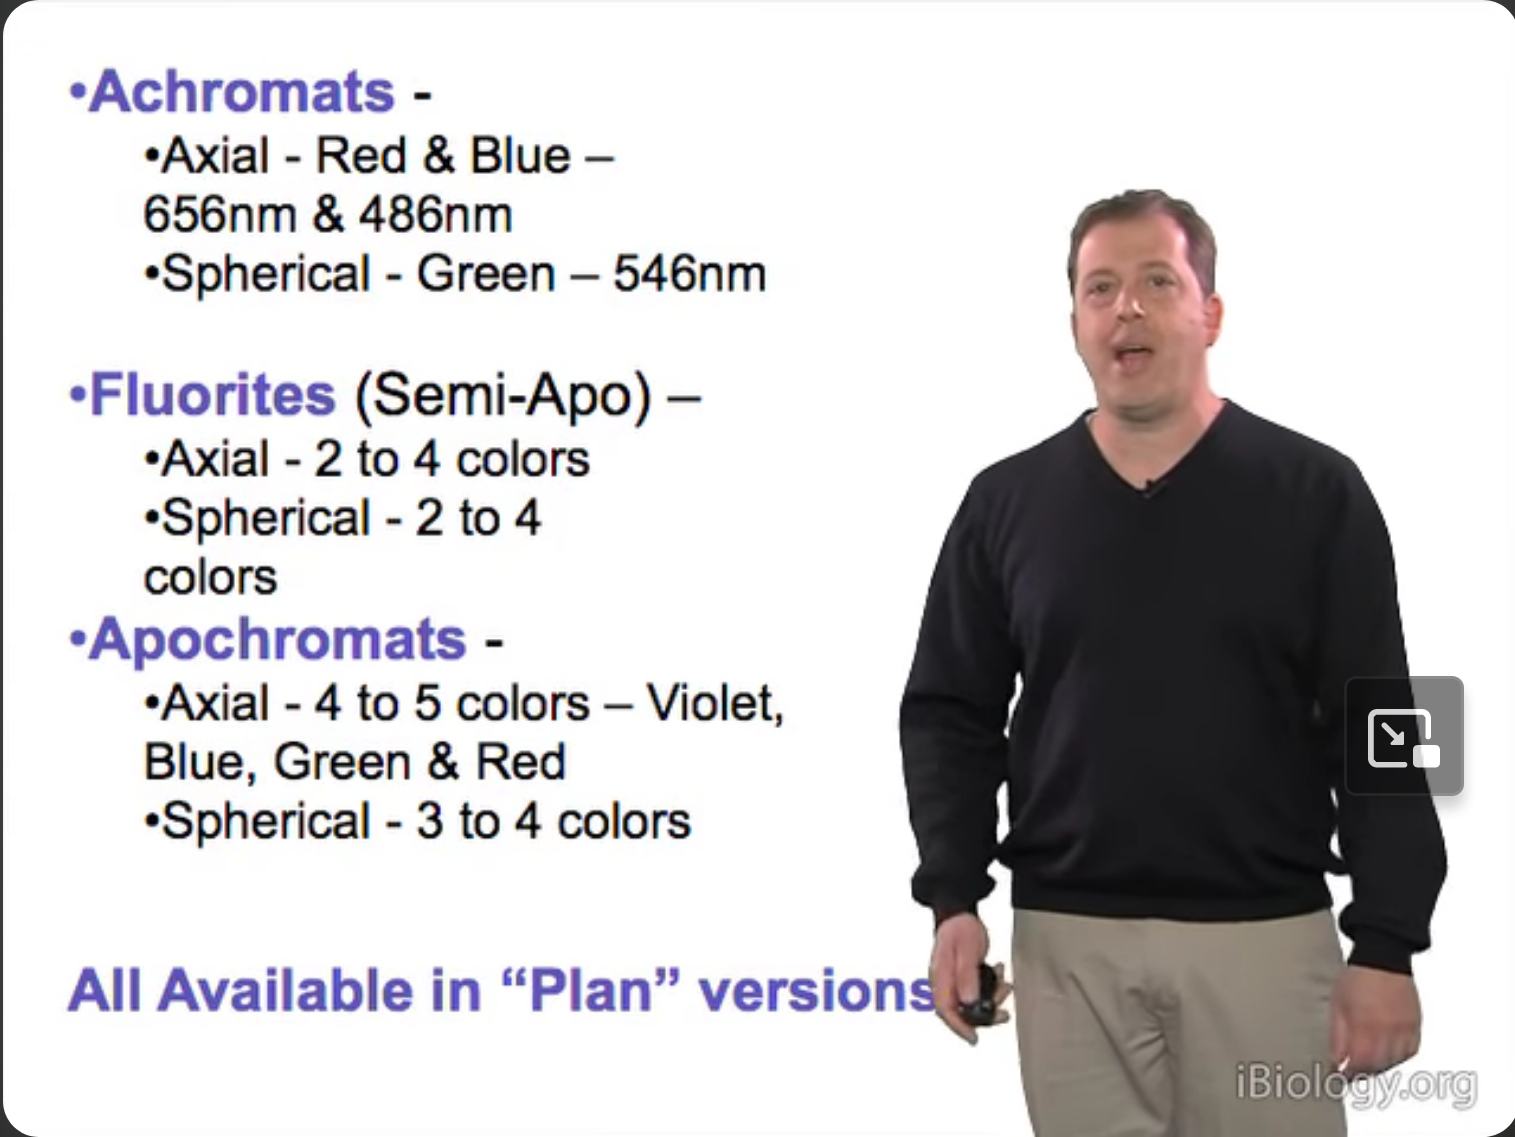 •Achromats -
•Axial - Red & Blue –
656nm & 486nm
•Spherical - Green – 546nm
•Fluorites (Semi-Apo) –
•Axial - 2 to 4 colors
•Spherical - 2 to 4
colors
•Apochromats -
•Axial - 4 to 5 colors – Violet,
Blue, Green & Red
•Spherical - 3 to 4 colors
All Available in “Plan” versions
iBiology.org